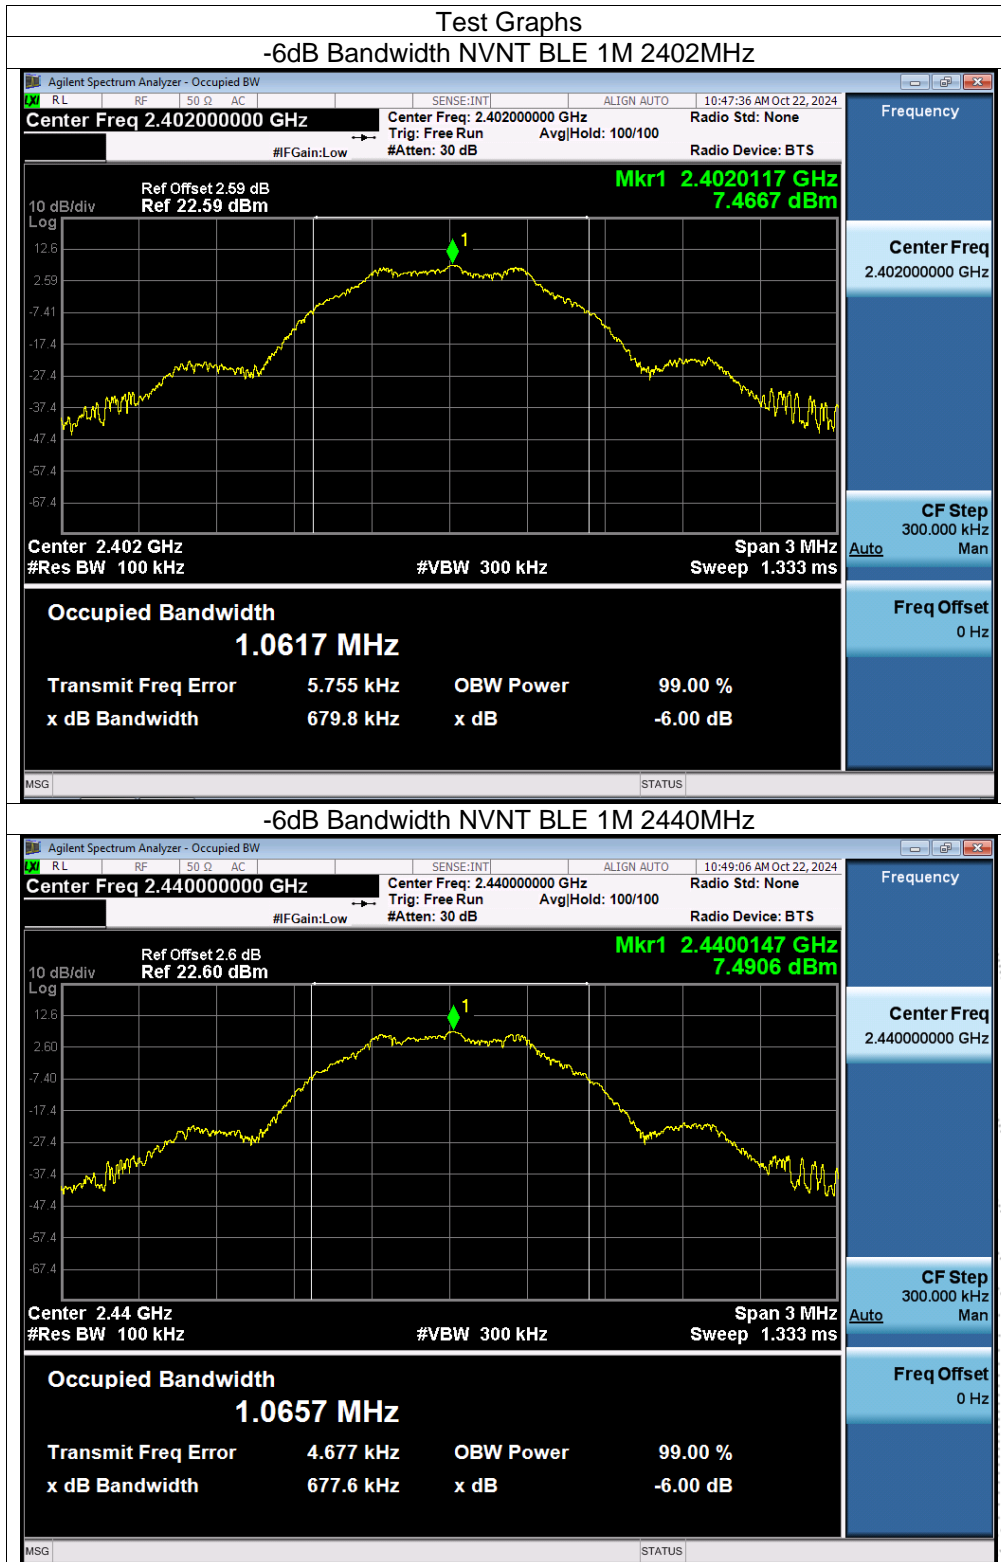 Test Graphs
-6dB Bandwidth NVNT BLE 1M 2402MHz
Agilent Spectrum Analyzer - Occupied BW
LXI RL RF 50 Ω AC SENSE:INT ALIGN AUTO 10:47:36 AM Oct 22, 2024
Center Freq 2.402000000 GHz
Center Freq: 2.402000000 GHz
Radio Std: None
Trig: Free Run
Avg|Hold: 100/100
#IFGain:Low
#Atten: 30 dB
Radio Device: BTS
Frequency
Mkr1 2.4020117 GHz
7.4667 dBm
Ref Offset 2.59 dB
10 dB/div Ref 22.59 dBm
Log
1
12.6
2.59
-7.41
-17.4
-27.4
-37.4
-47.4
-57.4
-67.4
Center Freq
2.402000000 GHz
Center 2.402 GHz
Span 3 MHz
#Res BW 100 kHz
#VBW 300 kHz
Sweep 1.333 ms
CF Step
300.000 kHz
Auto Man
Freq Offset
0 Hz
Occupied Bandwidth
1.0617 MHz
Transmit Freq Error 5.755 kHz OBW Power 99.00 %
x dB Bandwidth 679.8 kHz x dB -6.00 dB
MSG STATUS
-6dB Bandwidth NVNT BLE 1M 2440MHz
Agilent Spectrum Analyzer - Occupied BW
LXI RL RF 50 Ω AC SENSE:INT ALIGN AUTO 10:49:06 AM Oct 22, 2024
Center Freq 2.440000000 GHz
Center Freq: 2.440000000 GHz
Radio Std: None
Trig: Free Run
Avg|Hold: 100/100
#IFGain:Low
#Atten: 30 dB
Radio Device: BTS
Frequency
Mkr1 2.4400147 GHz
7.4906 dBm
Ref Offset 2.6 dB
10 dB/div Ref 22.60 dBm
Log
1
12.6
2.60
-7.40
-17.4
-27.4
-37.4
-47.4
-57.4
-67.4
Center Freq
2.440000000 GHz
Center 2.44 GHz
Span 3 MHz
#Res BW 100 kHz
#VBW 300 kHz
Sweep 1.333 ms
CF Step
300.000 kHz
Auto Man
Freq Offset
0 Hz
Occupied Bandwidth
1.0657 MHz
Transmit Freq Error 4.677 kHz OBW Power 99.00 %
x dB Bandwidth 677.6 kHz x dB -6.00 dB
MSG STATUS